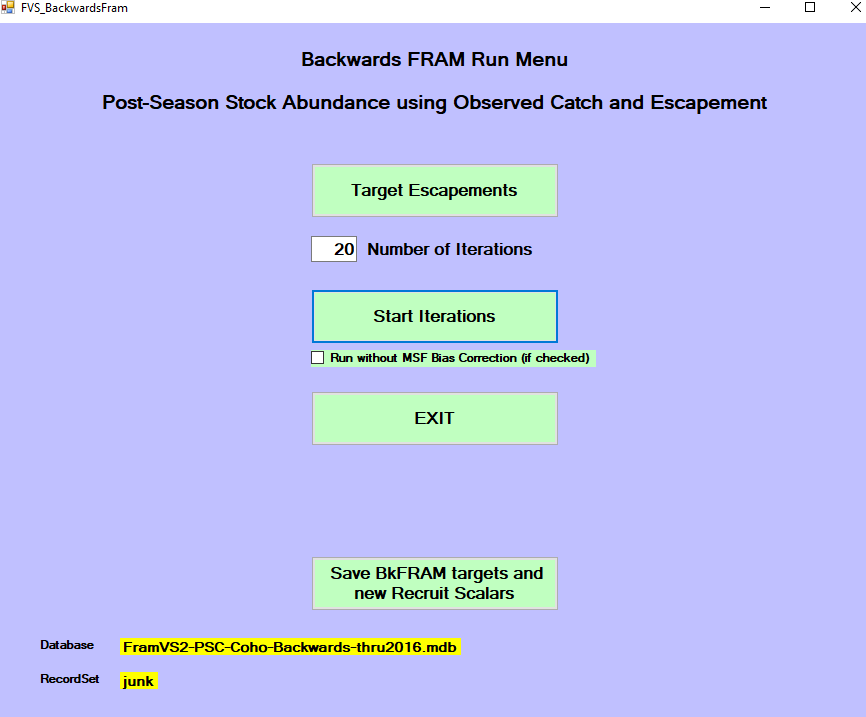 FVS_BackwardsFram
Backwards FRAM Run Menu
Post-Season Stock Abundance using Observed Catch and Escapement
Target Escapements
20 Number of Iterations
Start Iterations
Run without MSF Bias Correction (if checked)
EXIT
Save BkFRAM targets and
new Recruit Scalars
Database FramVS2-PSC-Coho-Backwards-thru2016.mdb
RecordSet junk